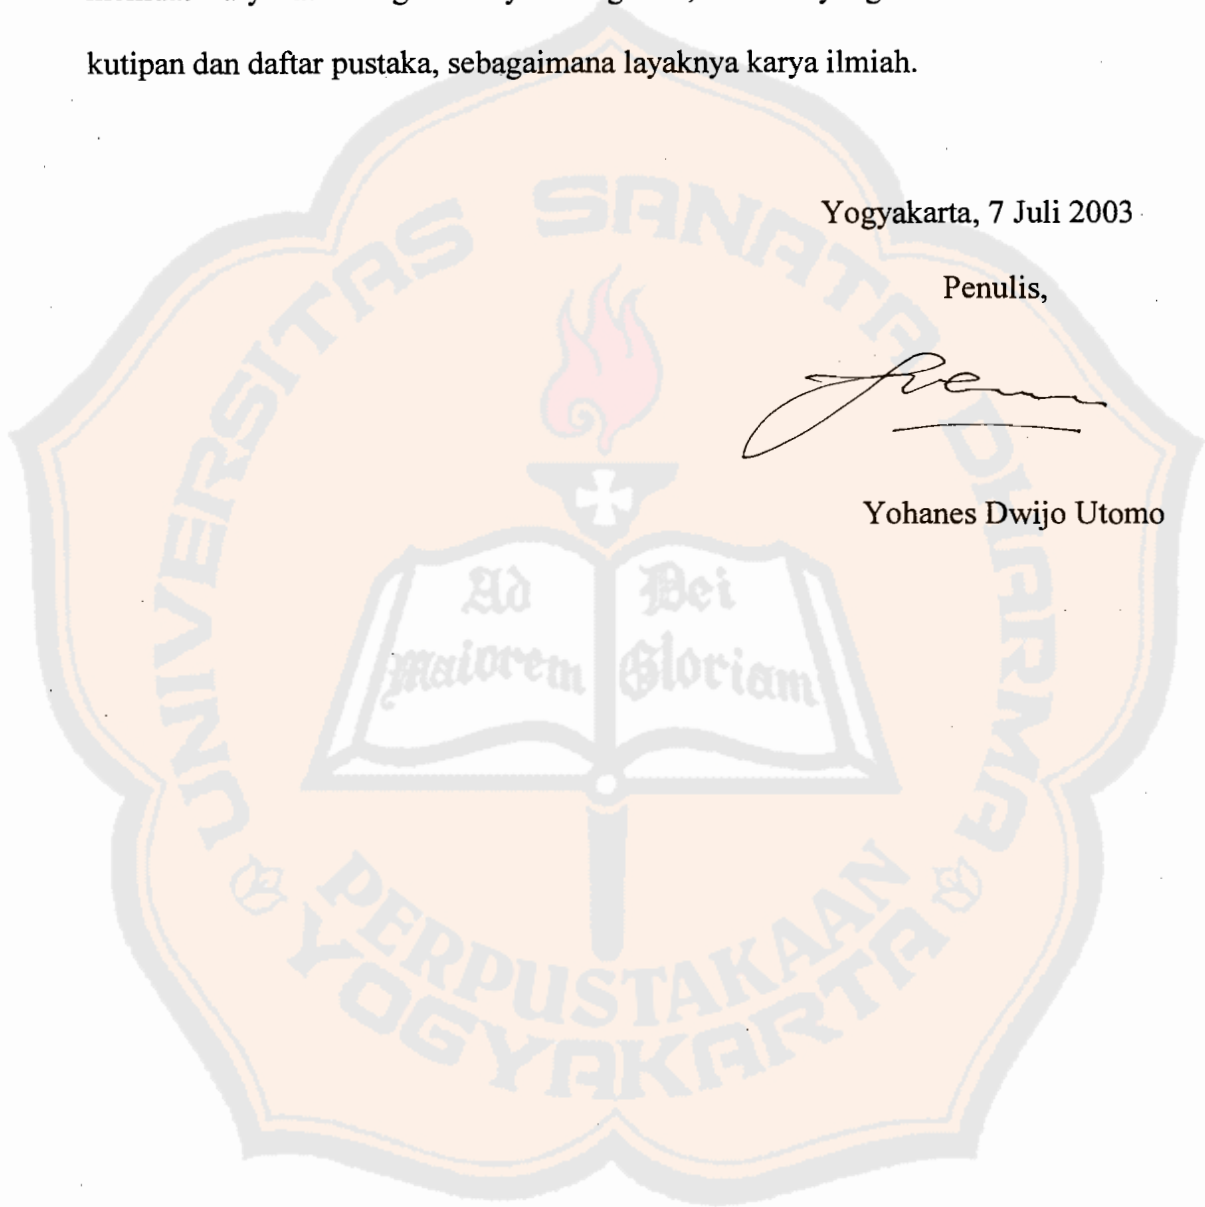 kutipan dan daftar pustaka, sebagaimana layaknya karya ilmiah.
Yogyakarta, 7 Juli 2003
Penulis,
Yohanes Dwijo Utomo
UNIVERSITAS SANATA DHARMA
Ad Dei
maiorem Gloriam
PERPUSTAKAAN
YOGYAKARTA